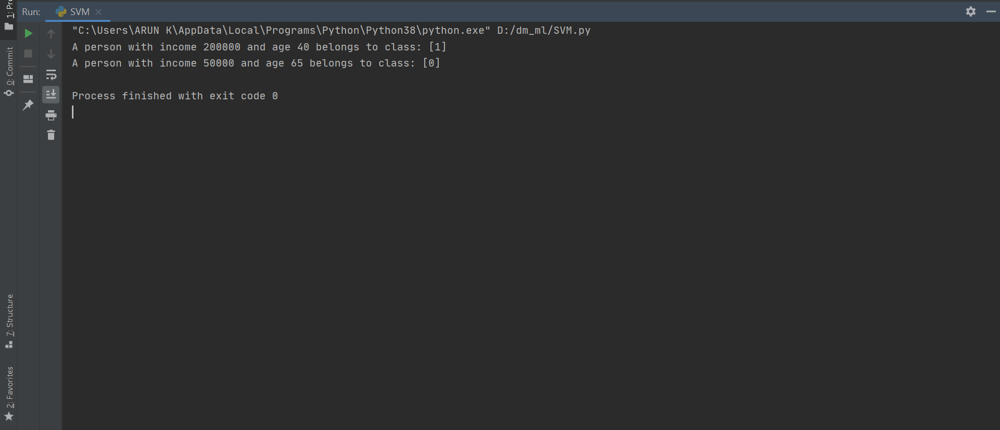 Run: SVM
"C:\Users\ARUN K\AppData\Local\Programs\Python\Python38\python.exe" D:/dm_ml/SVM.py
A person with income 200000 and age 40 belongs to class: [1]
A person with income 50000 and age 65 belongs to class: [0]
Process finished with exit code 0
0: Commit
7: Structure
2: Favorites